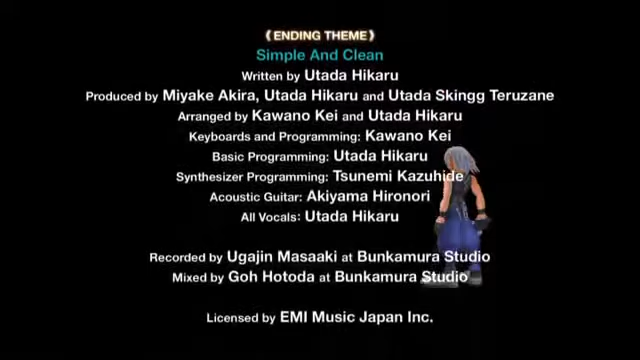 《ENDING THEME》
Simple And Clean
Written by Utada Hikaru
Produced by Miyake Akira, Utada Hikaru and Utada Skingg Teruzane
Arranged by Kawano Kei and Utada Hikaru
Keyboards and Programming: Kawano Kei
Basic Programming: Utada Hikaru
Synthesizer Programming: Tsunemi Kazuhide
Acoustic Guitar: Akiyama Hironori
All Vocals: Utada Hikaru
Recorded by Ugajin Masaaki at Bunkamura Studio
Mixed by Goh Hotoda at Bunkamura Studio
Licensed by EMI Music Japan Inc.